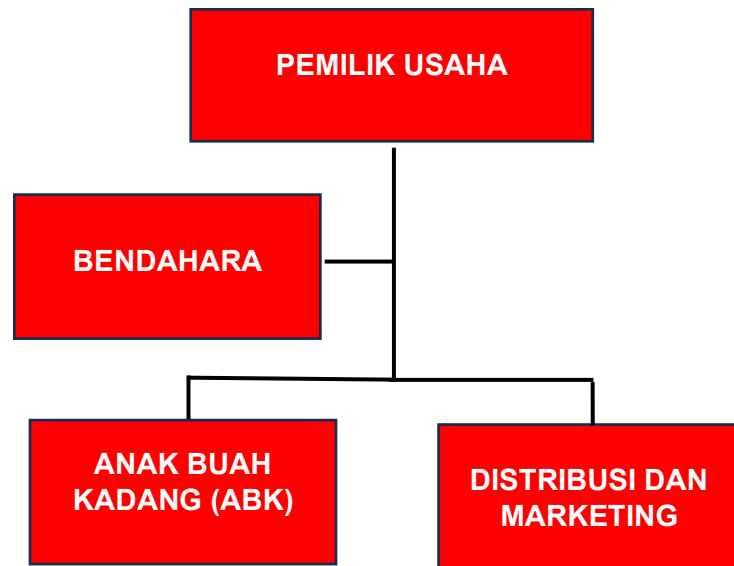 PEMILIK USAHA
BENDAHARA
ANAK BUAH
KADANG (ABK)
DISTRIBUSI DAN
MARKETING